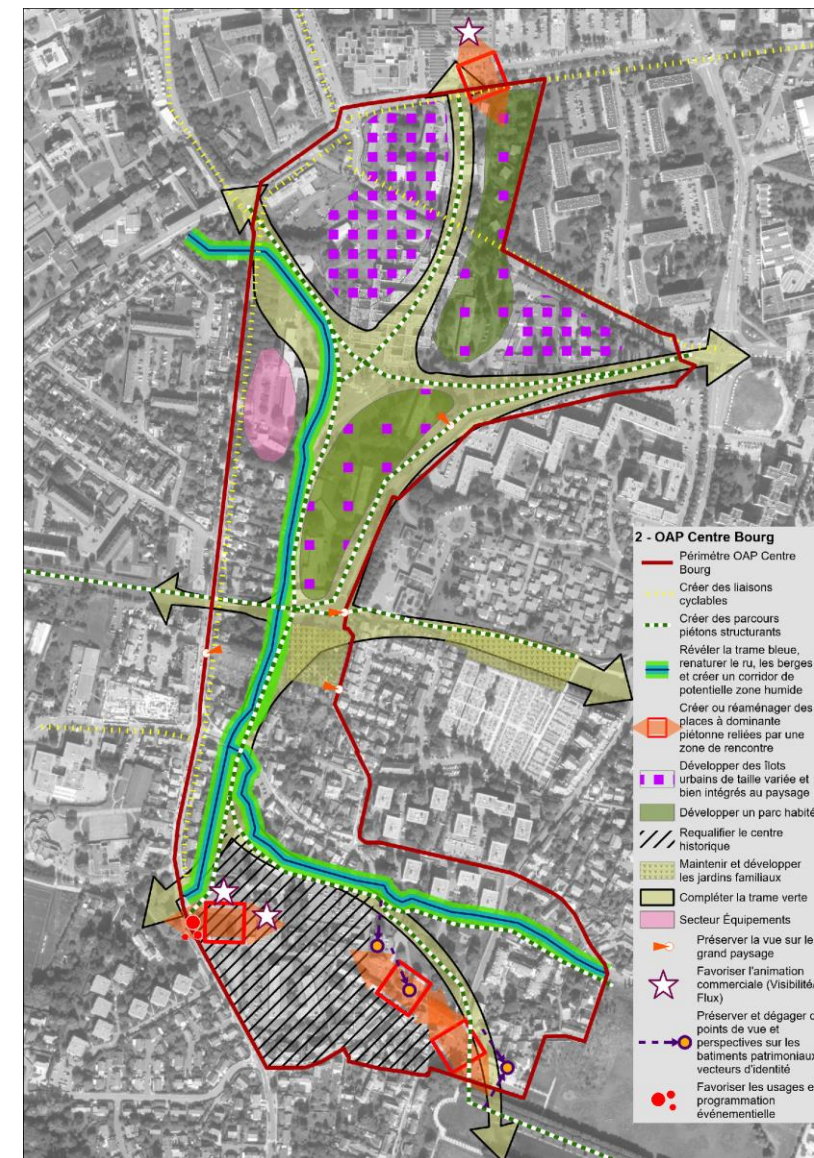 2 - OAP Centre Bourg
Périmétre OAP Centre
Bourg
Créer des liaisons
cyclables
Créer des parcours
piétons structurants
Révéler la trame bleue,
renaturer le ru, les berges
et créer un corridor de
potentielle zone humide
Créer ou réaménager des
places à dominante
piétonne reliées par une
zone de rencontre
Développer des îlots
urbains de taille variée et
bien intégrés au paysage
Développer un parc habité
Requalifier le centre
historique
Maintenir et développer
les jardins familiaux
Compléter la trame verte
Secteur Équipements
Préserver la vue sur le
grand paysage
Favoriser l'animation
commerciale (Visibilité/
Flux)
Préserver et dégager d
points de vue et
perspectives sur les
batiments patrimoniaux
vecteurs d'identité
Favoriser les usages e
programmation
événementielle